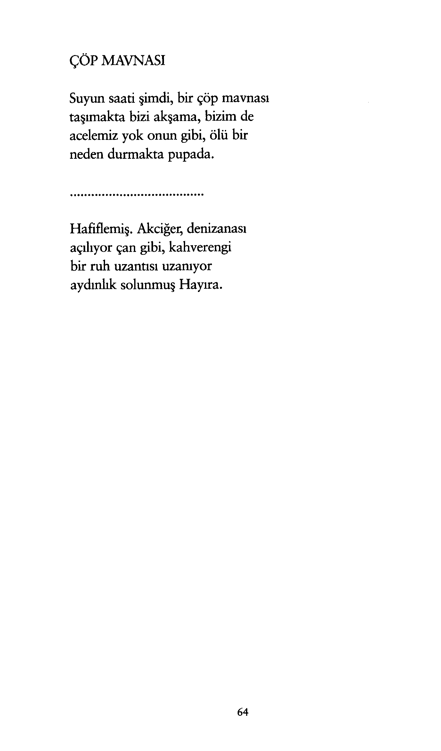 ÇÖP MAVNASI
Suyun saati şimdi, bir çöp mavnası
taşımakta bizi akşama, bizim de
acelemiz yok onun gibi, ölü bir
neden durmakta pupada.
......................................
Hafiflemiş. Akciğer, denizanası
açılıyor çan gibi, kahverengi
bir ruh uzantısı uzanıyor
aydınlık solunmuş Hayıra.
64